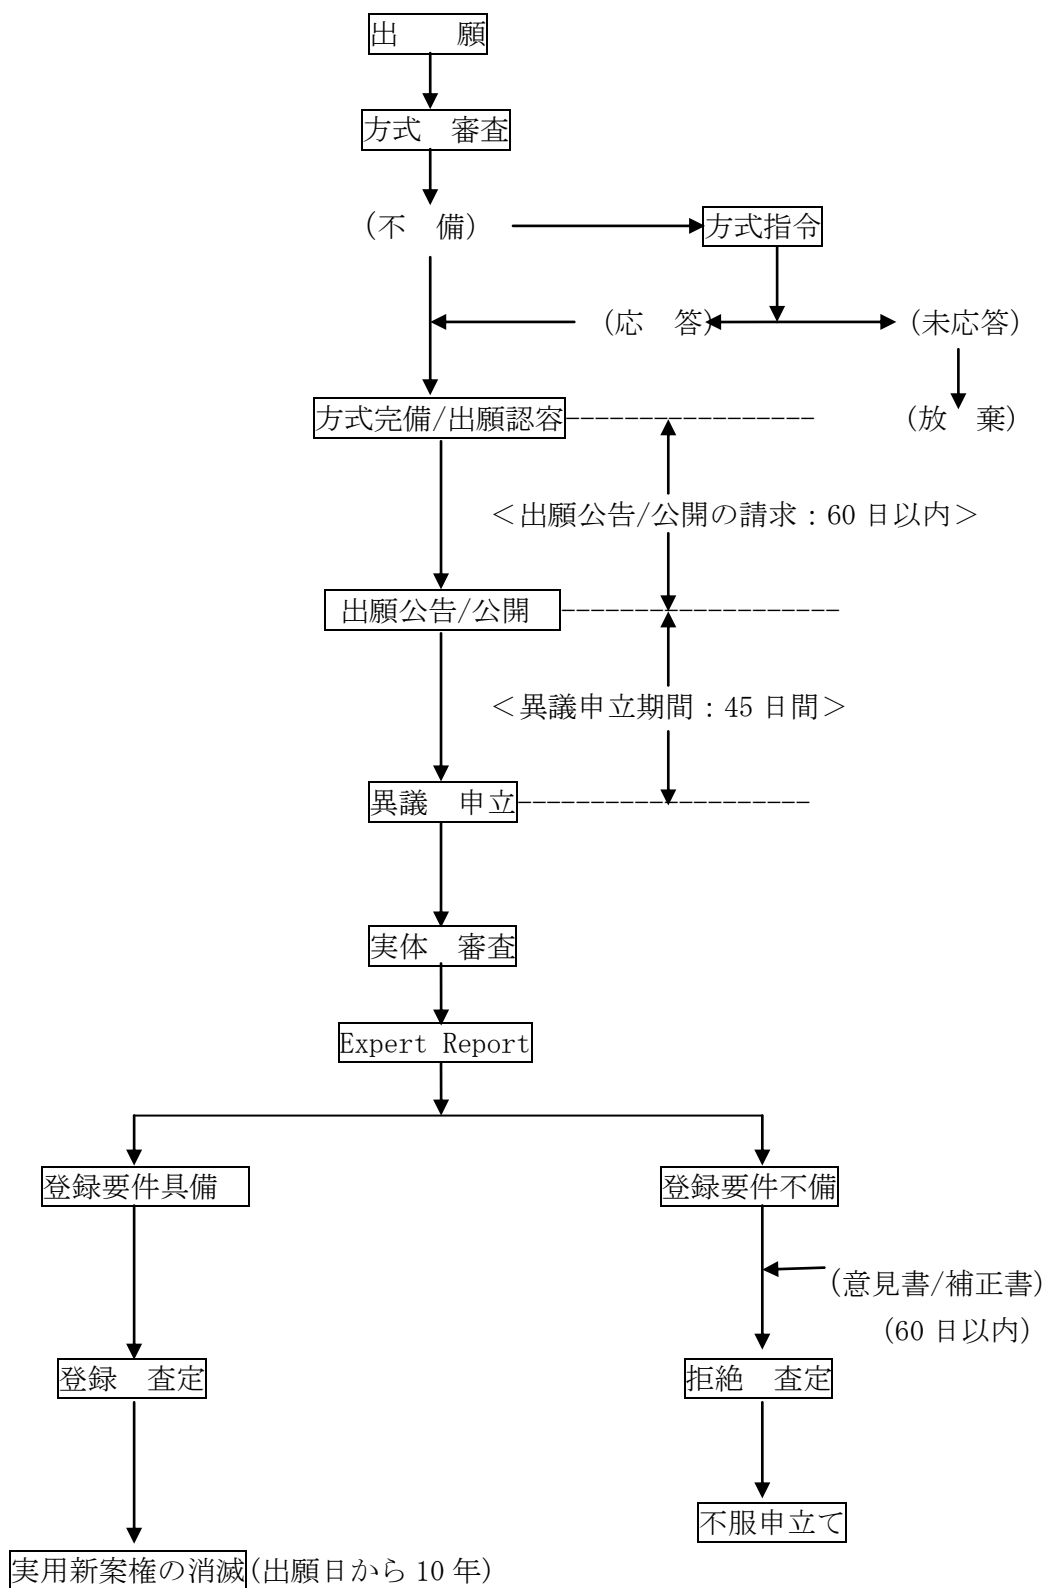 出　　願
方式　審査
(不　備)
方式指令
(応　答)
(未応答)
方式完備/出願認容
(放　棄)
＜出願公告/公開の請求：60 日以内＞
出願公告/公開
＜異議申立期間：45 日間＞
異議　申立
実体　審査
Expert Report
登録要件具備
登録要件不備
(意見書/補正書)
(60 日以内)
登録　査定
拒絶　査定
不服申立て
実用新案権の消滅(出願日から 10 年)